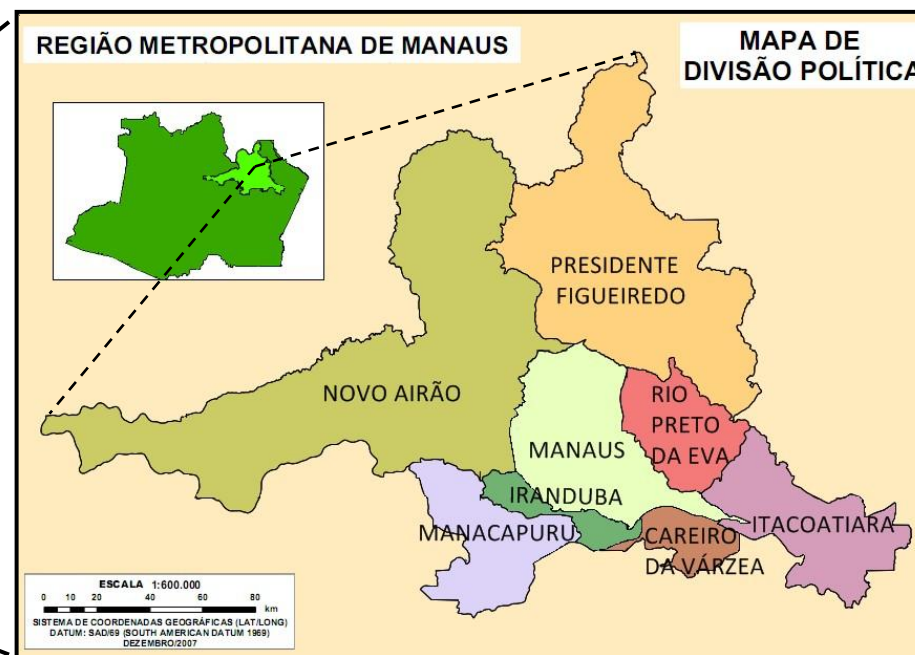 REGIÃO METROPOLITANA DE MANAUS
MAPA DE
DIVISÃO POLÍTICA
PRESIDENTE
FIGUEIREDO
NOVO AIRÃO
RIO
PRETO
DA EVA
MANAUS
IRANDUBA
MANACAPURU
CAREIRO
DA VÁRZEA
ITACOATIARA
ESCALA 1:600.000
0 10 20 40 60 80
km
SISTEMA DE COORDENADAS GEOGRÁFICAS (LAT/LONG)
DATUM: SAD/69 (SOUTH AMERICAN DATUM 1969)
DEZEMBRO/2007